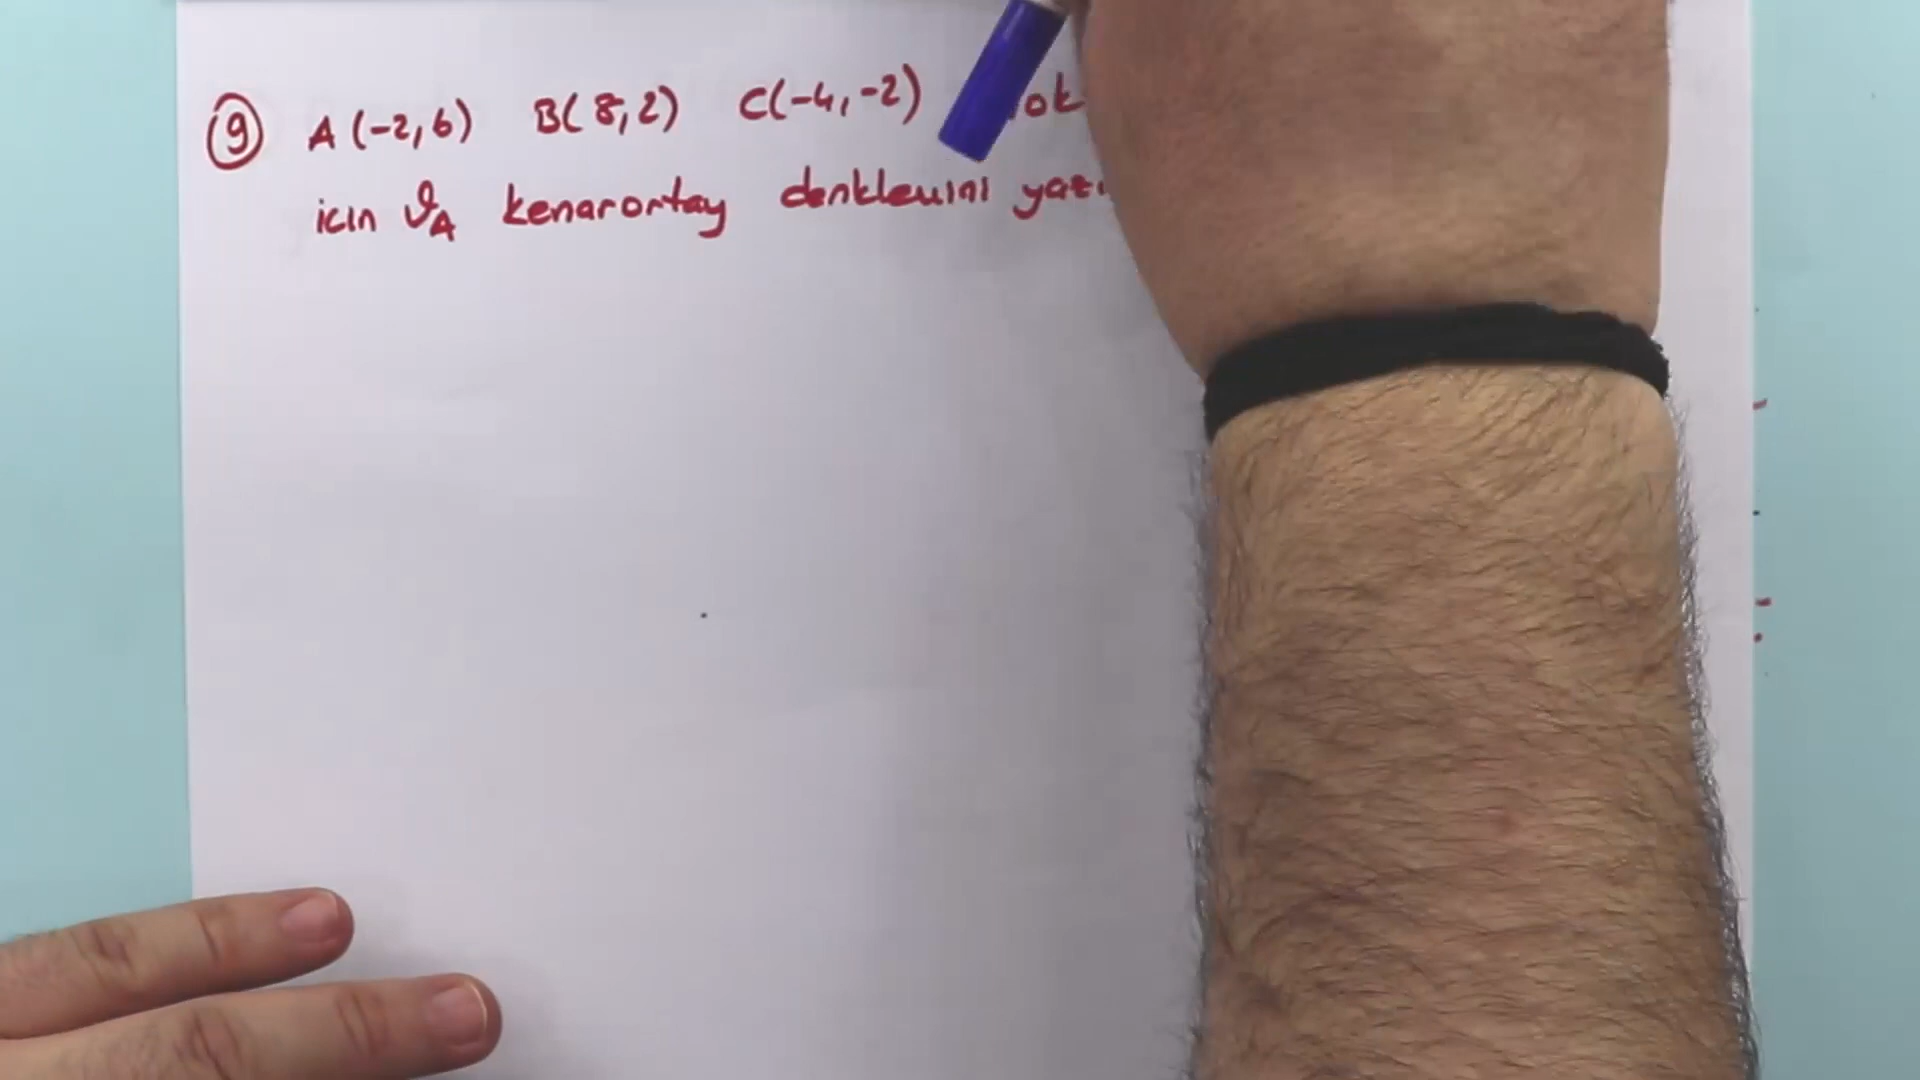 9 A(-2,6) B(8,2) C(-4,-2)
icin ϑA kenarortay denklemini